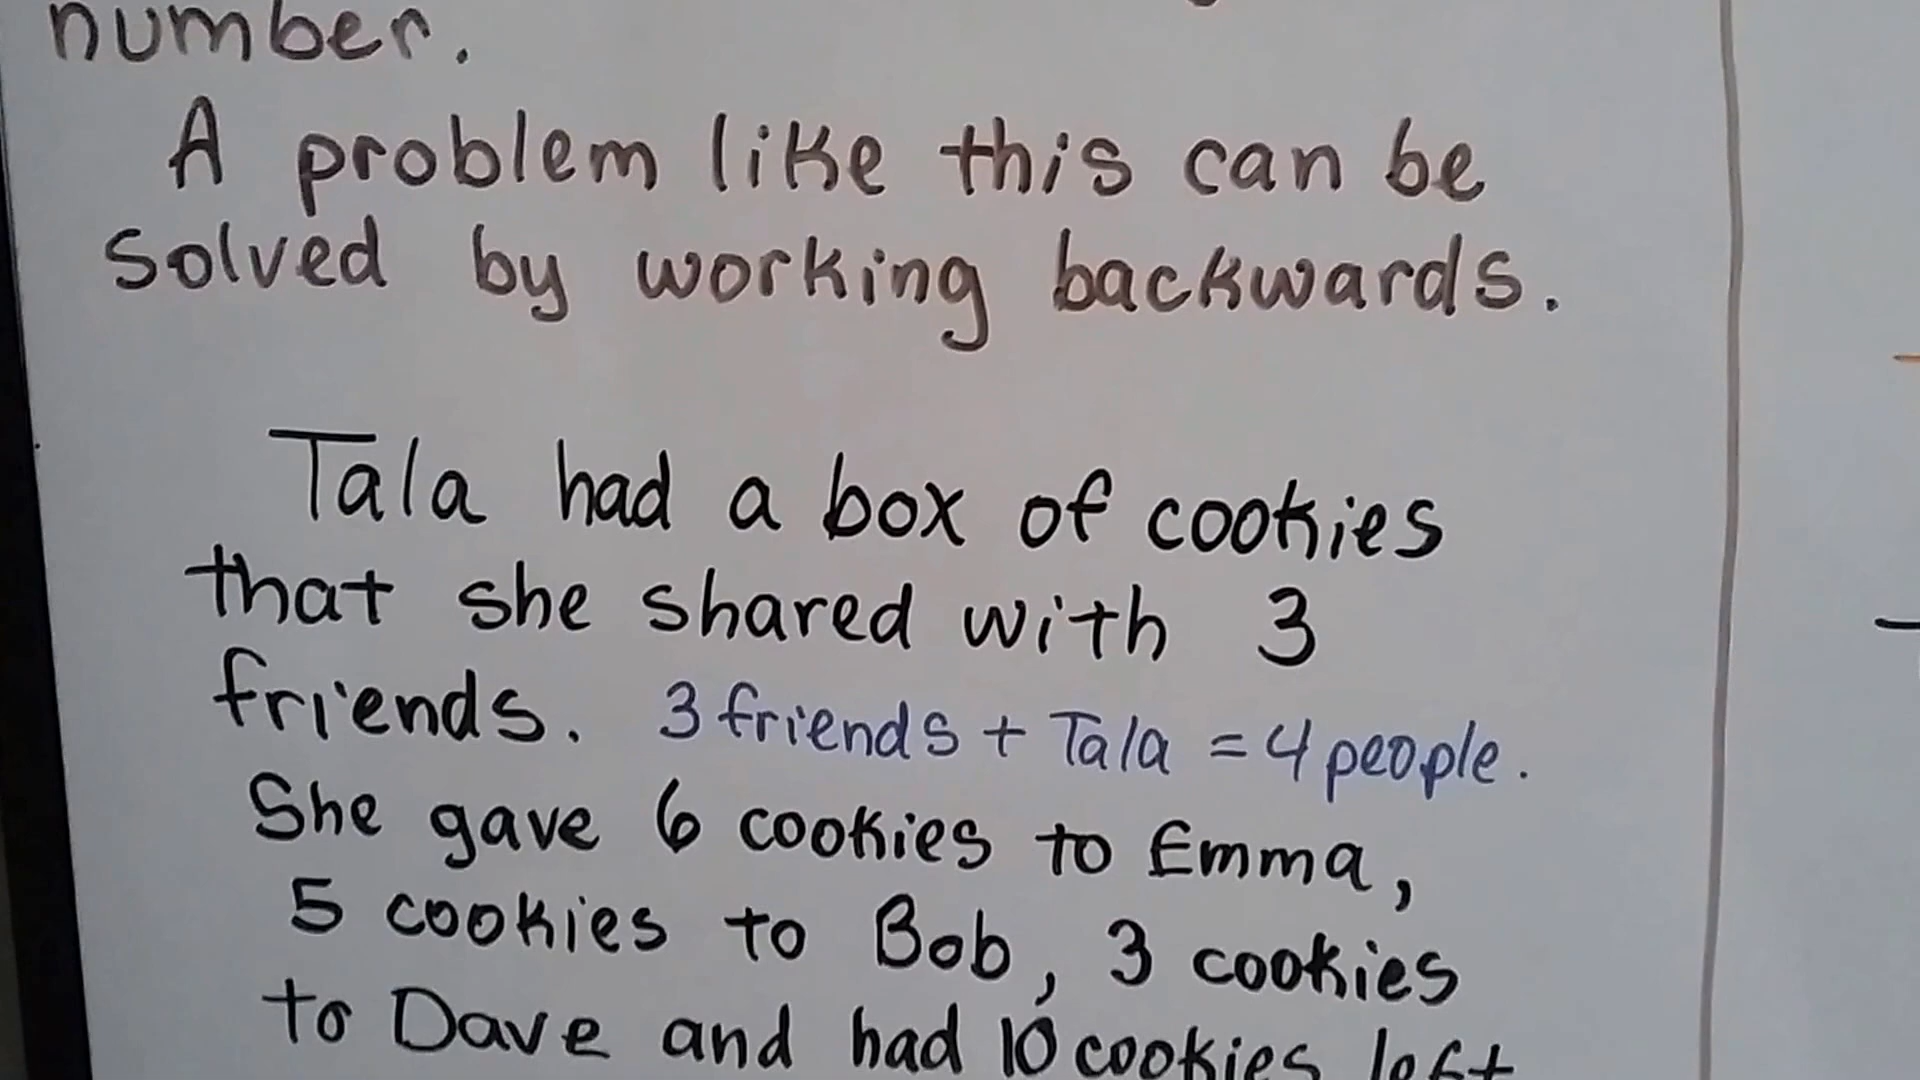 number.
A problem like this can be
solved by working backwards.
Tala had a box of cookies
that she shared with 3
friends. 3 friends + Tala = 4 people.
She gave 6 cookies to Emma,
5 cookies to Bob, 3 cookies
to Dave and had 10 cookies left